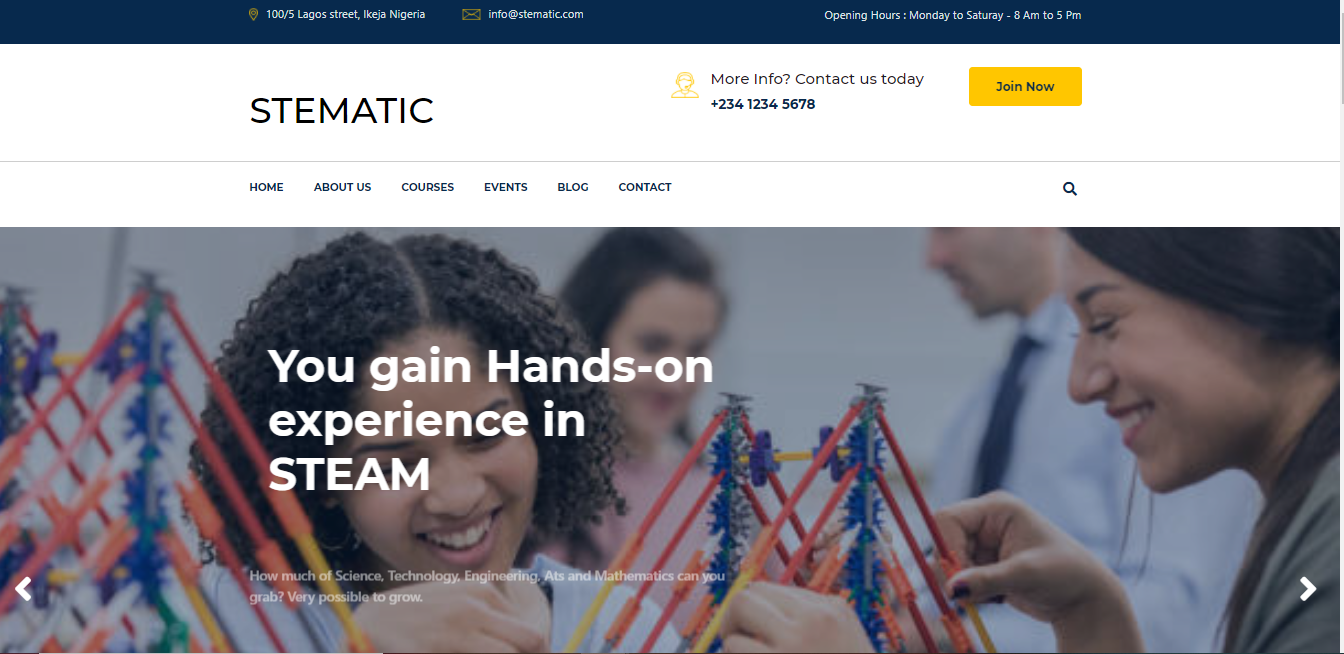 100/5 Lagos street, Ikeja Nigeria
info@stematic.com
Opening Hours : Monday to Saturay - 8 Am to 5 Pm
More Info? Contact us today
+234 1234 5678
Join Now
STEMATIC
HOME
ABOUT US
COURSES
EVENTS
BLOG
CONTACT
You gain Hands-on
experience in
STEAM
How much of Science, Technology, Engineering, Ats and Mathematics can you
grab? Very possible to grow.